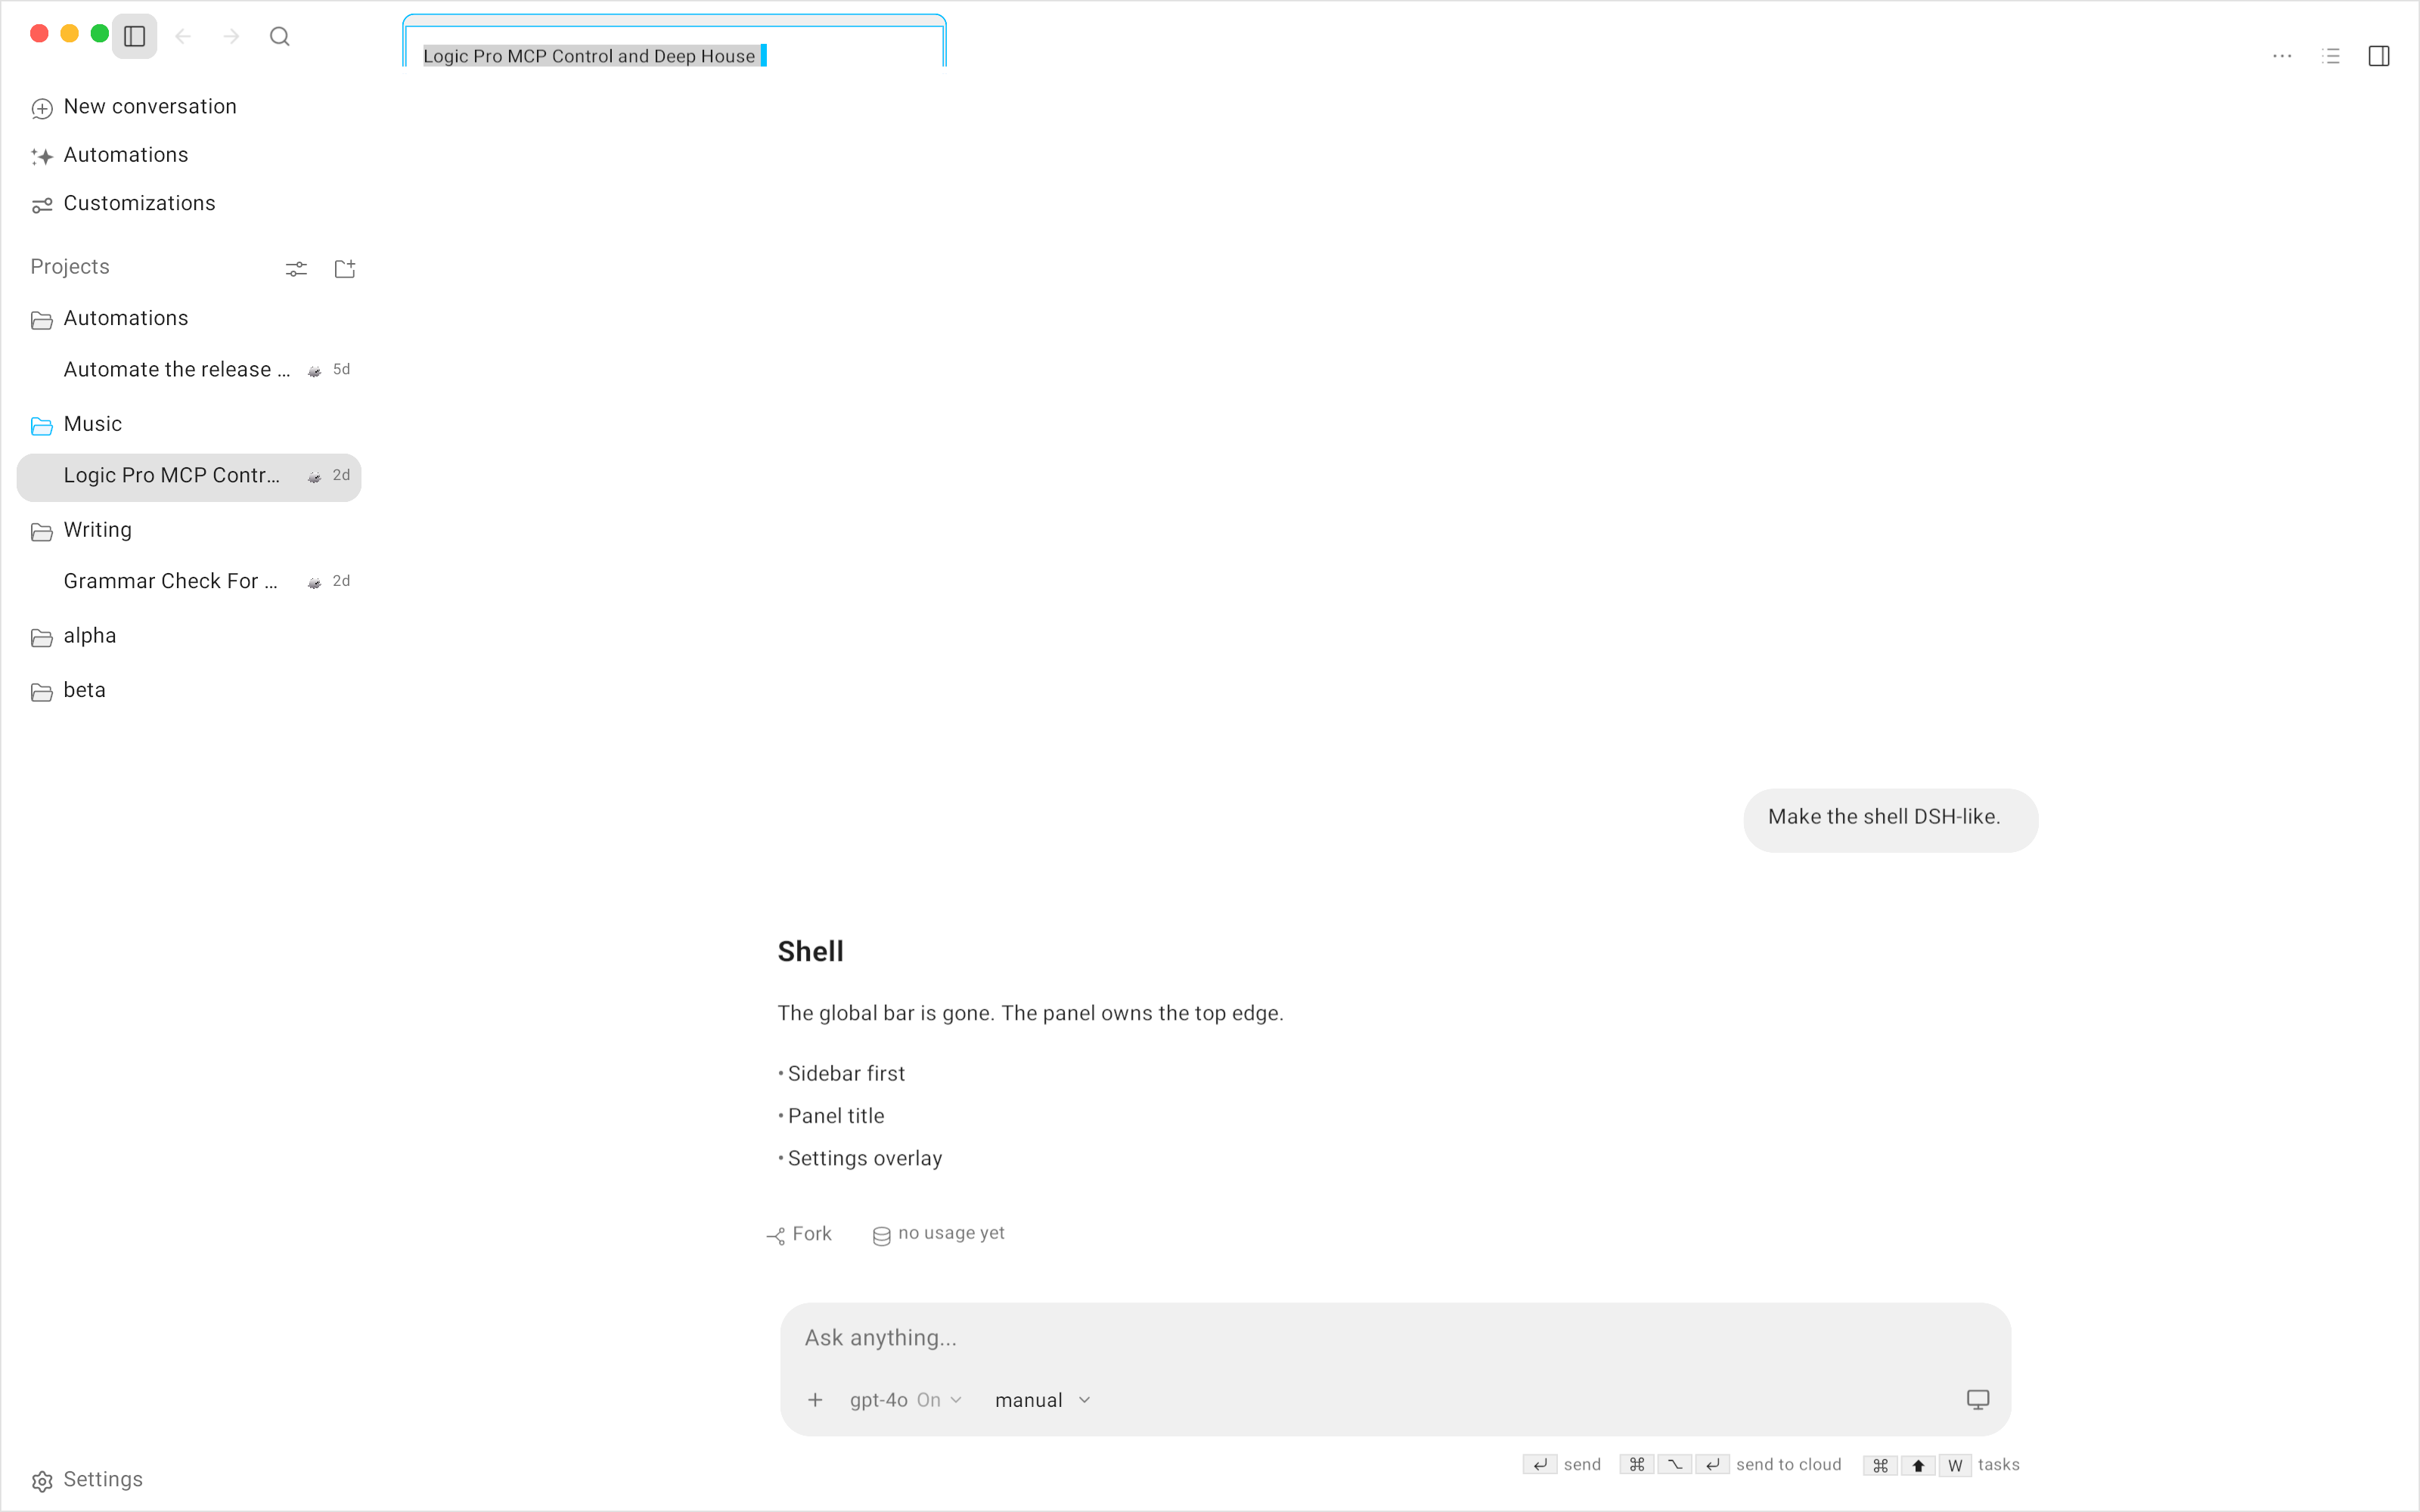 Logic Pro MCP Control and Deep House
New conversation
Automations
Customizations
Projects
Automations
Automate the release ... 5d
Music
Logic Pro MCP Contr... 2d
Writing
Grammar Check For ... 2d
alpha
beta
Settings
Make the shell DSH-like.
Shell
The global bar is gone. The panel owns the top edge.
• Sidebar first
• Panel title
• Settings overlay
Fork no usage yet
Ask anything...
+ gpt-4o On manual
↵ send ⌘ ⌥ ↵ send to cloud ⌘ ⬆ W tasks